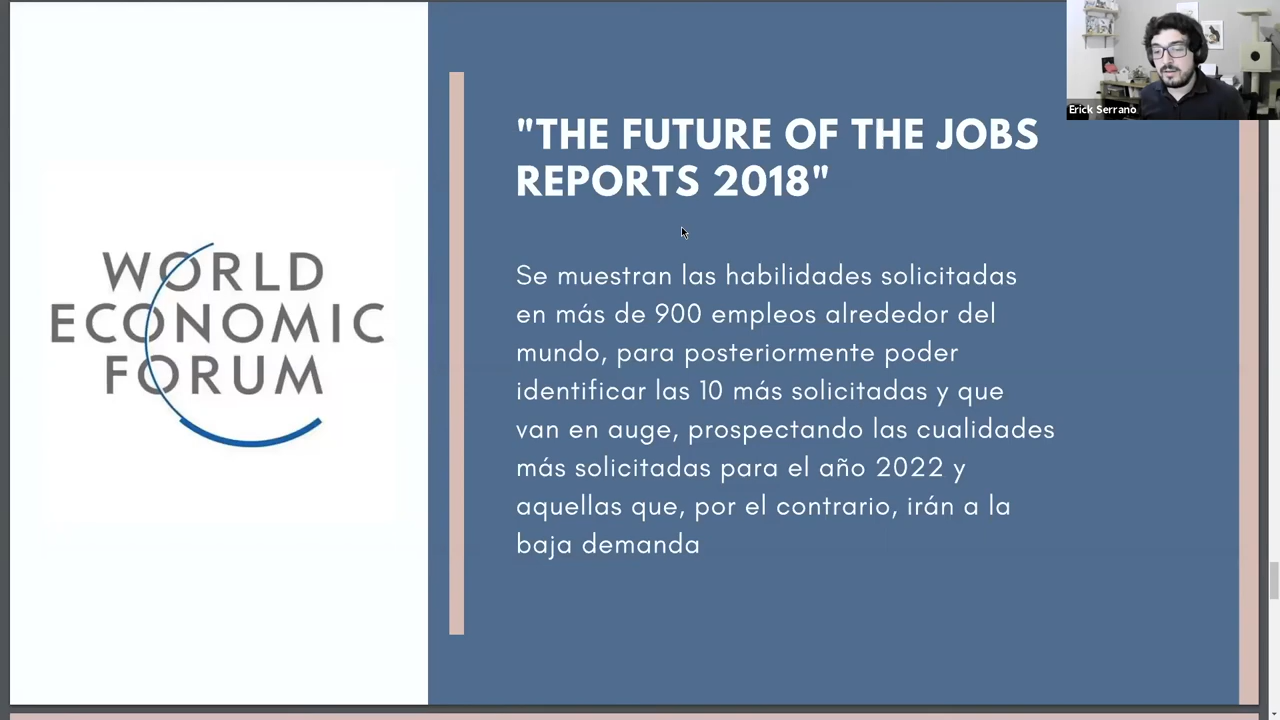 WORLD
ECONOMIC
FORUM
"THE FUTURE OF THE JOBS
REPORTS 2018"
Se muestran las habilidades solicitadas
en más de 900 empleos alrededor del
mundo, para posteriormente poder
identificar las 10 más solicitadas y que
van en auge, prospectando las cualidades
más solicitadas para el año 2022 y
aquellas que, por el contrario, irán a la
baja demanda
Erick Serrano